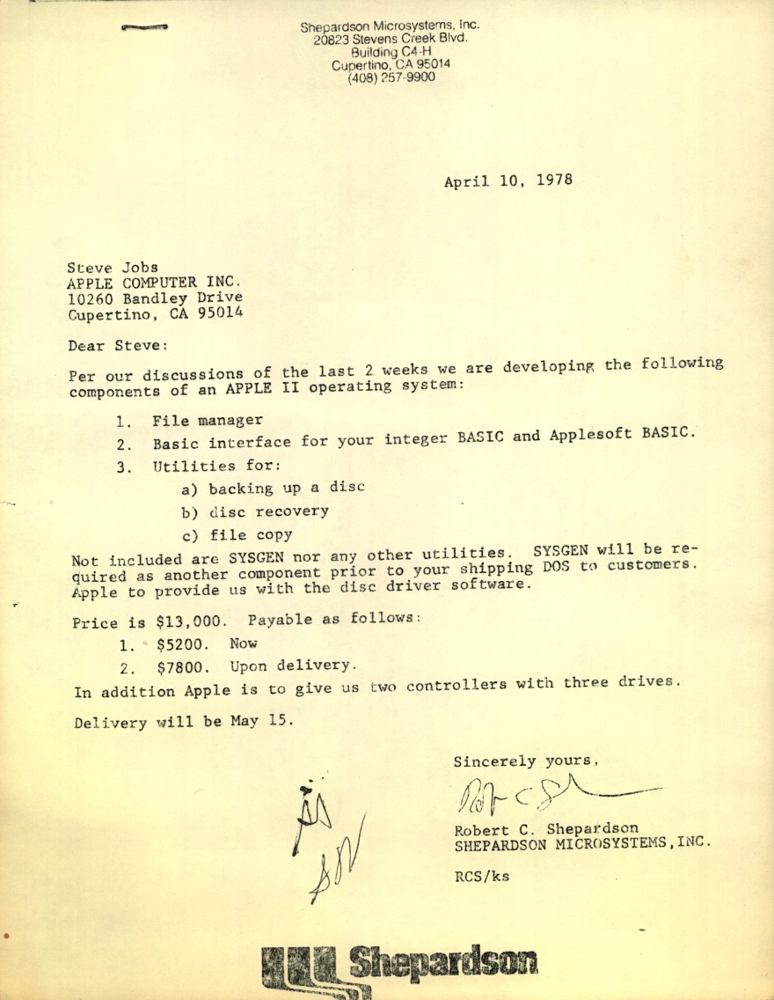 Shepardson Microsystems, Inc.
20823 Stevens Creek Blvd.
Building C4-H
Cupertino, CA 95014
(408) 257-9900
April 10, 1978
Steve Jobs
APPLE COMPUTER INC.
10260 Bandley Drive
Cupertino, CA 95014
Dear Steve:
Per our discussions of the last 2 weeks we are developing the following
components of an APPLE II operating system:
1. File manager
2. Basic interface for your integer BASIC and Applesoft BASIC.
3. Utilities for:
a) backing up a disc
b) disc recovery
c) file copy
Not included are SYSGEN nor any other utilities. SYSGEN will be re-
quired as another component prior to your shipping DOS to customers.
Apple to provide us with the disc driver software.
Price is $13,000. Payable as follows:
1. $5200. Now
2. $7800. Upon delivery.
In addition Apple is to give us two controllers with three drives.
Delivery will be May 15.
Sincerely yours,
Robert C. Shepardson
SHEPARDSON MICROSYSTEMS,INC.
RCS/ks
Shepardson